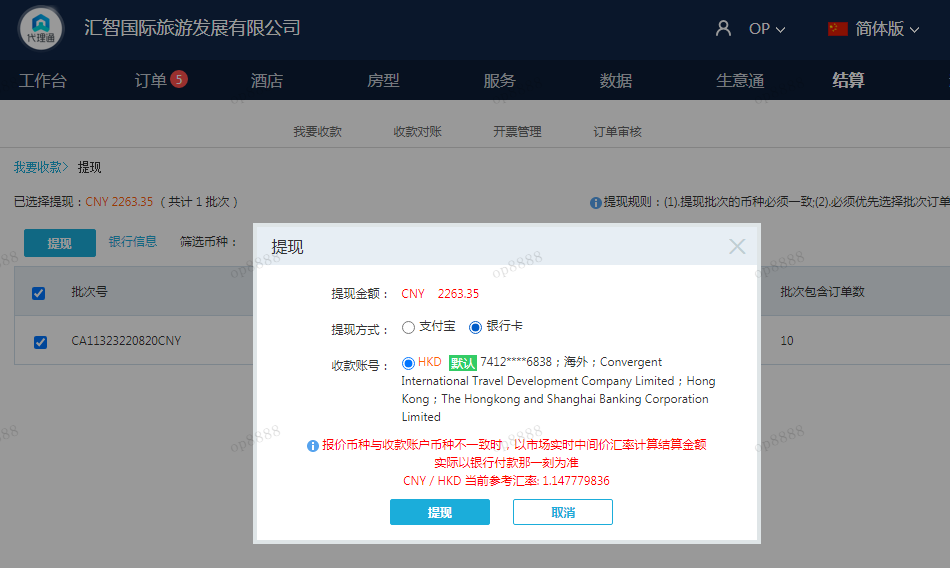 代理通
汇智国际旅游发展有限公司
OP
简体版
工作台 订单 5 酒店 房型 服务 数据 生意通 结算
我要收款 收款对账 开票管理 订单审核
我要收款> 提现
已选择提现：CNY 2263.35 （共计 1 批次）
提现规则：(1).提现批次的币种必须一致;(2).必须优先选择批次订单
提现 银行信息 筛选币种：
批次号 批次包含订单数
CA11323220820CNY 10
提现
提现金额： CNY 2263.35
提现方式： 支付宝 银行卡
收款账号： HKD 默认 7412****6838；海外；Convergent
International Travel Development Company Limited；Hong
Kong；The Hongkong and Shanghai Banking Corporation
Limited
报价币种与收款账户币种不一致时，以市场实时中间价汇率计算结算金额
实际以银行付款那一刻为准
CNY / HKD 当前参考汇率: 1.147779836
提现 取消
op8888
op8888
op8888
op8888
op8888
op8888